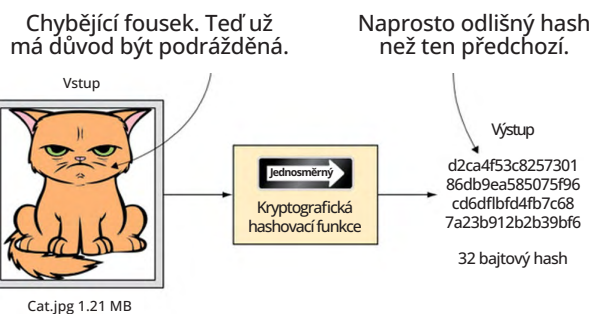 Chybějící fousek. Teď už
má důvod být podrážděná.
Naprosto odlišný hash
než ten předchozí.
Vstup
Jednosměrný
Kryptografická
hashovací funkce
Výstup
d2ca4f53c8257301
86db9ea585075f96
cd6dflbfd4fb7c68
7a23b912b2b39bf6
32 bajtový hash
Cat.jpg 1.21 MB